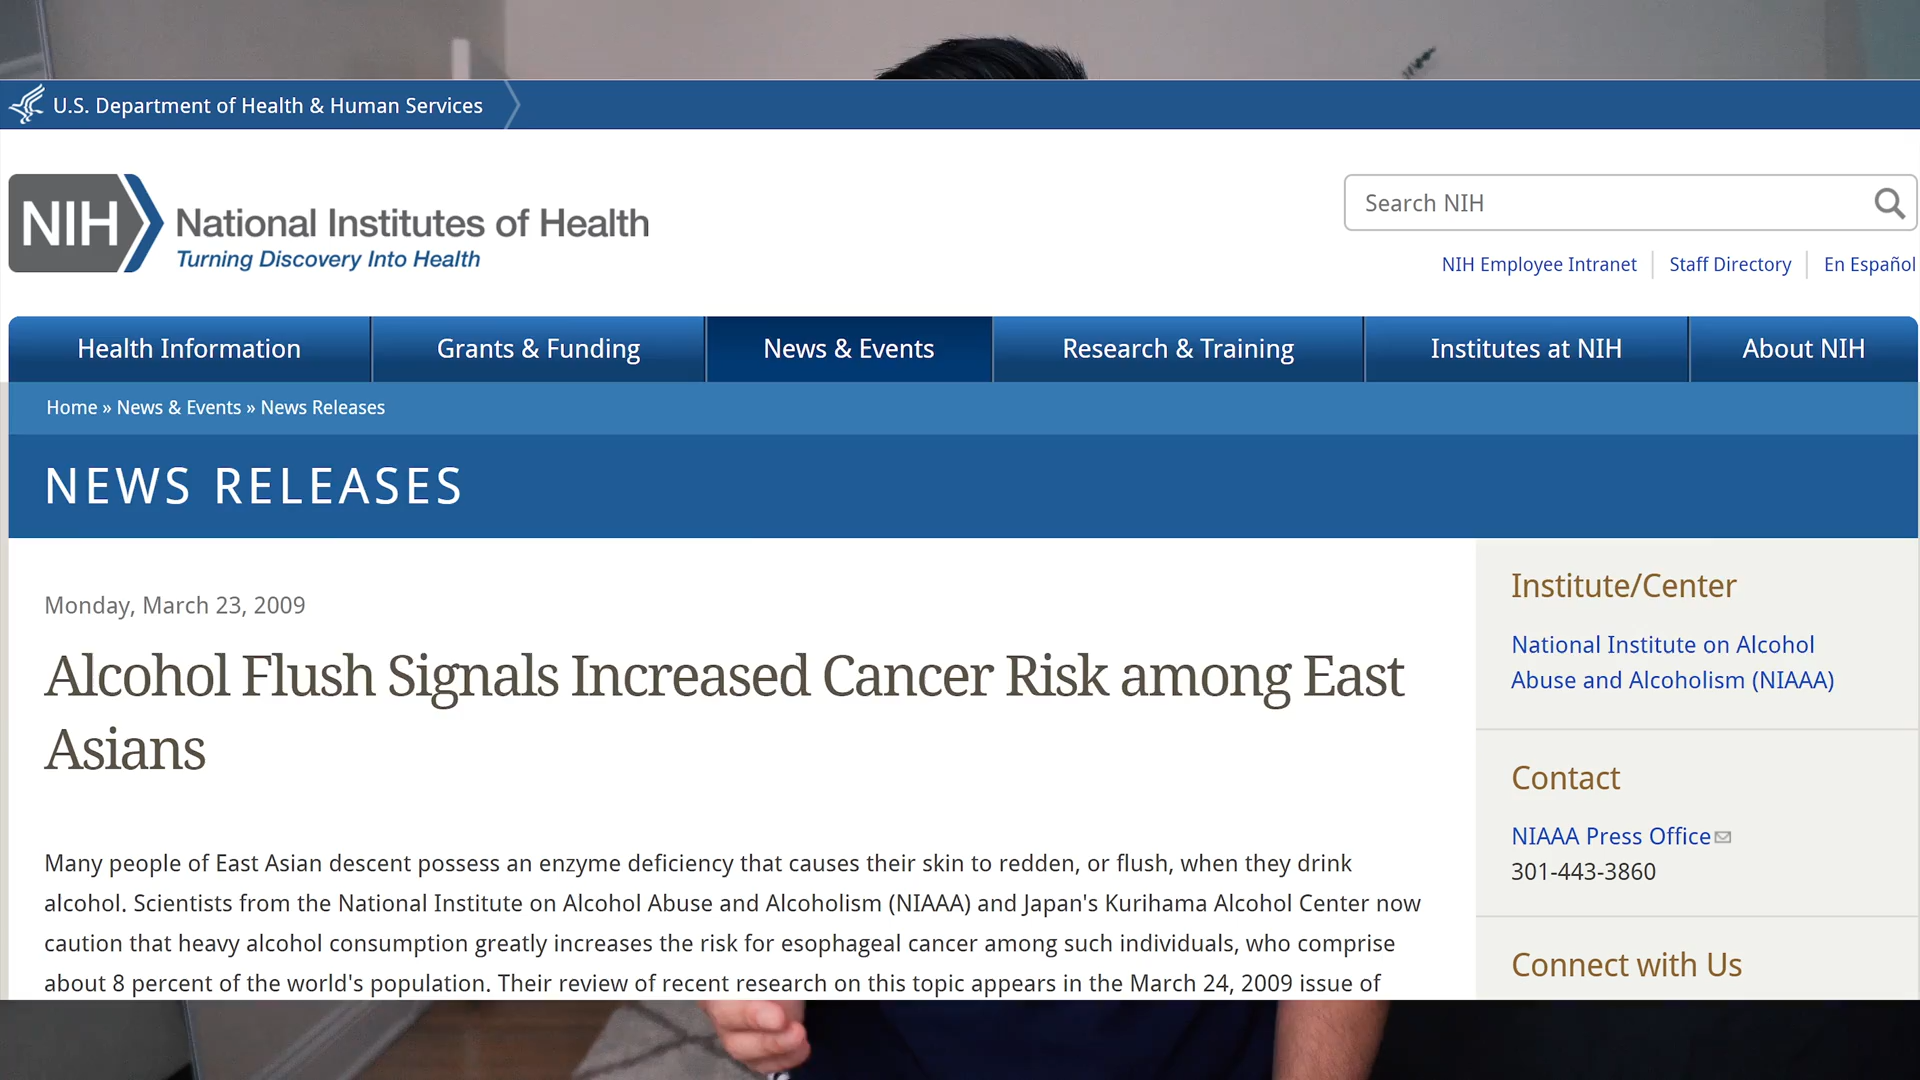 U.S. Department of Health & Human Services
NIH National Institutes of Health
Turning Discovery Into Health
Search NIH
NIH Employee Intranet
Staff Directory
En Español
Health Information
Grants & Funding
News & Events
Research & Training
Institutes at NIH
About NIH
Home » News & Events » News Releases
NEWS RELEASES
Monday, March 23, 2009
Alcohol Flush Signals Increased Cancer Risk among East
Asians
Many people of East Asian descent possess an enzyme deficiency that causes their skin to redden, or flush, when they drink
alcohol. Scientists from the National Institute on Alcohol Abuse and Alcoholism (NIAAA) and Japan's Kurihama Alcohol Center now
caution that heavy alcohol consumption greatly increases the risk for esophageal cancer among such individuals, who comprise
about 8 percent of the world's population. Their review of recent research on this topic appears in the March 24, 2009 issue of
Institute/Center
National Institute on Alcohol
Abuse and Alcoholism (NIAAA)
Contact
NIAAA Press Office
301-443-3860
Connect with Us